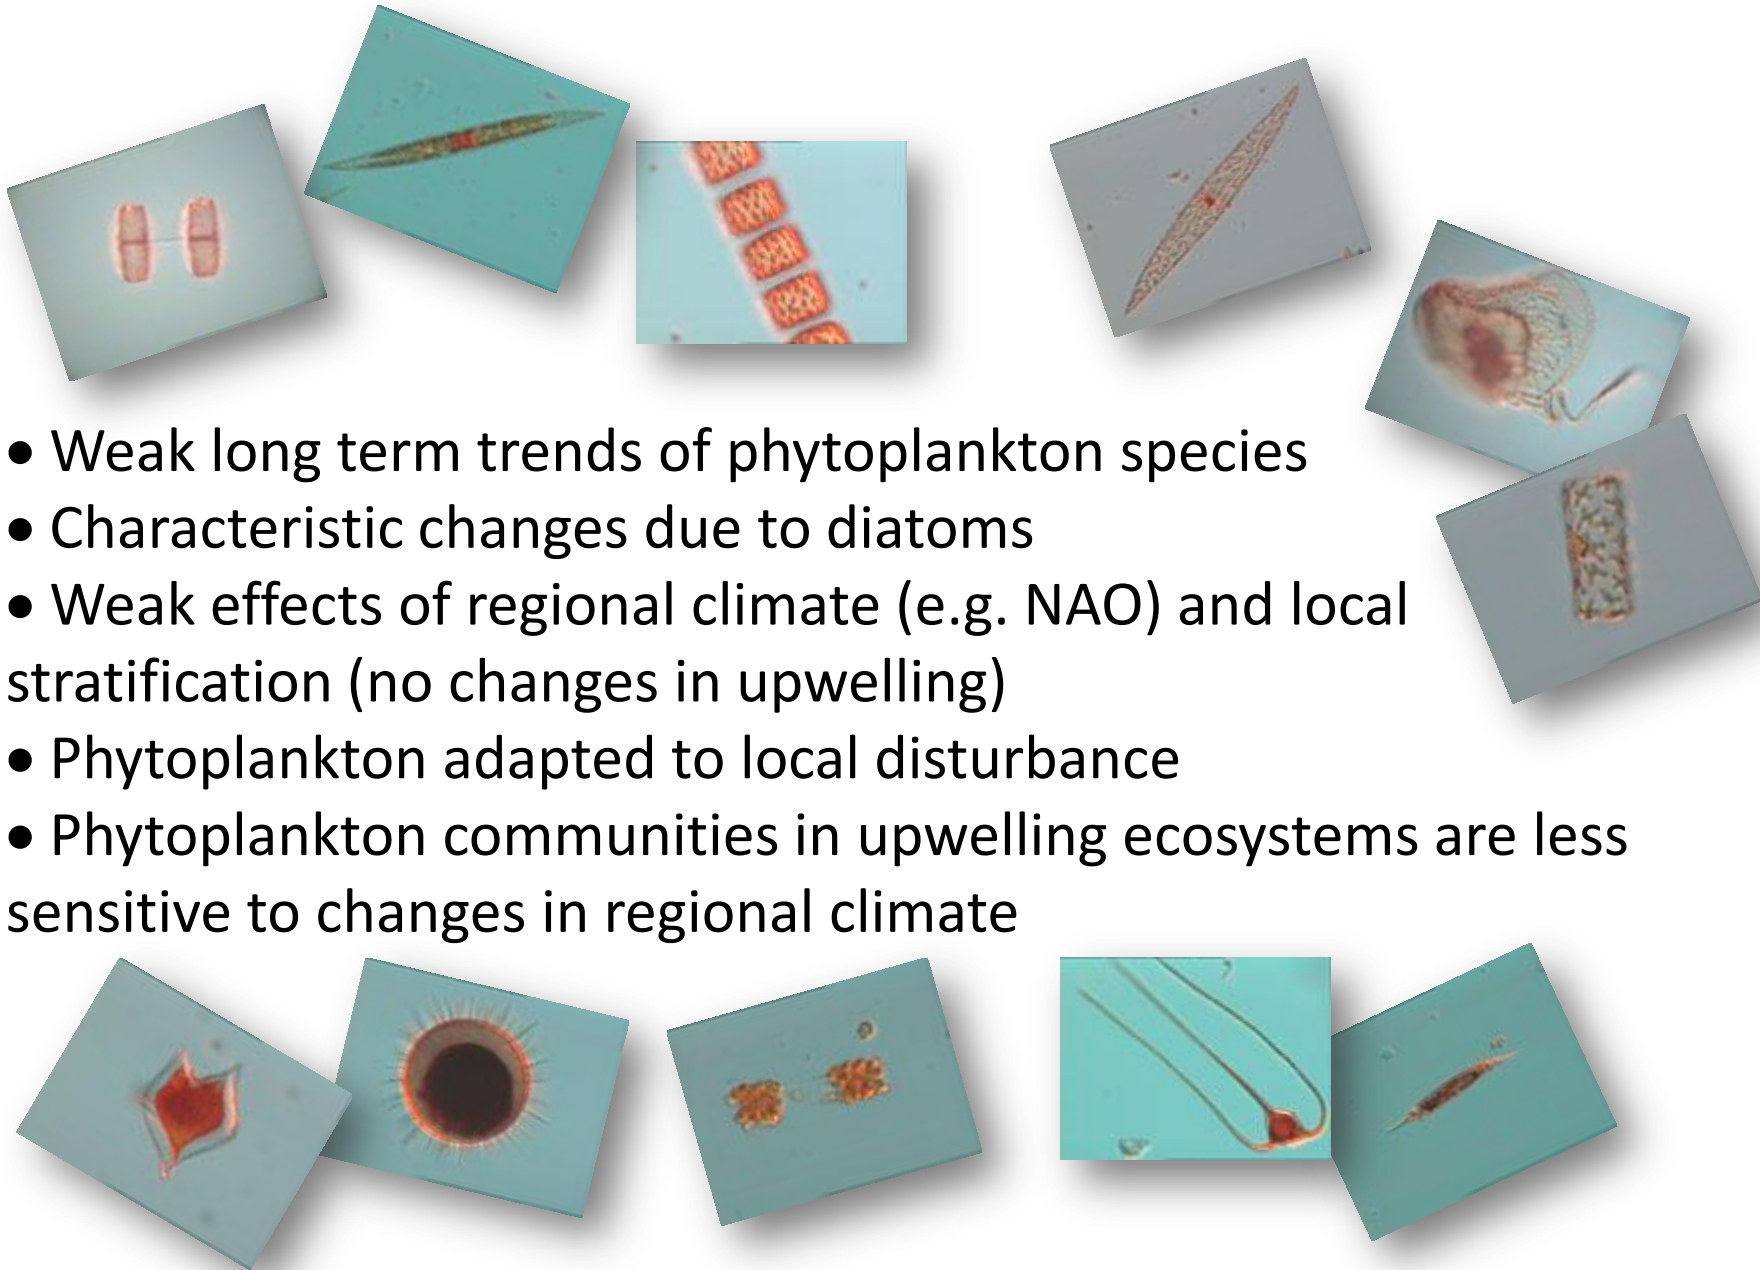 • Weak long term trends of phytoplankton species
• Characteristic changes due to diatoms
• Weak effects of regional climate (e.g. NAO) and local
stratification (no changes in upwelling)
• Phytoplankton adapted to local disturbance
• Phytoplankton communities in upwelling ecosystems are less
sensitive to changes in regional climate